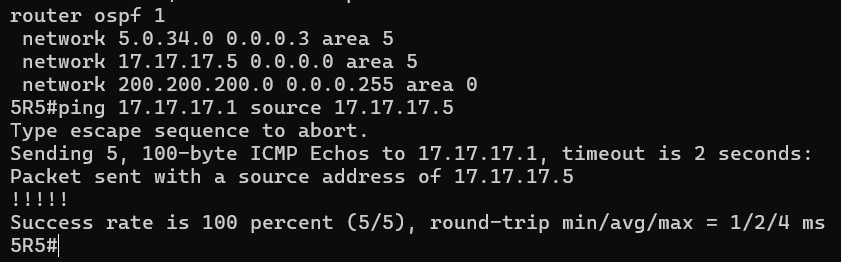 router ospf 1
 network 5.0.34.0 0.0.0.3 area 5
 network 17.17.17.5 0.0.0.0 area 5
 network 200.200.200.0 0.0.0.255 area 0
5R5#ping 17.17.17.1 source 17.17.17.5
Type escape sequence to abort.
Sending 5, 100-byte ICMP Echos to 17.17.17.1, timeout is 2 seconds:
Packet sent with a source address of 17.17.17.5
!!!!!
Success rate is 100 percent (5/5), round-trip min/avg/max = 1/2/4 ms
5R5#